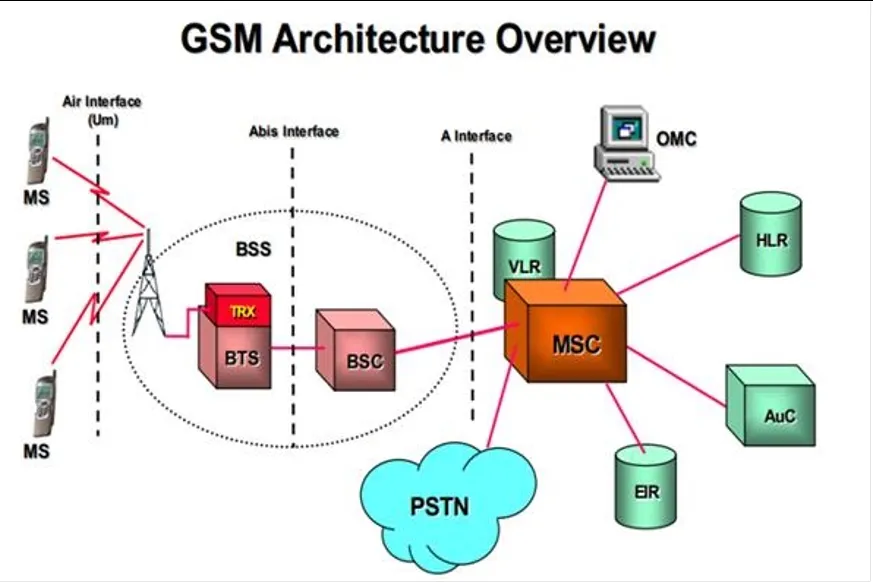 GSM Architecture Overview
Air Interface
(Um)
Abis Interface
A Interface
OMC
MS
HLR
BSS
VLR
TRX
MS
BTS
BSC
MSC
AuC
MS
EIR
PSTN